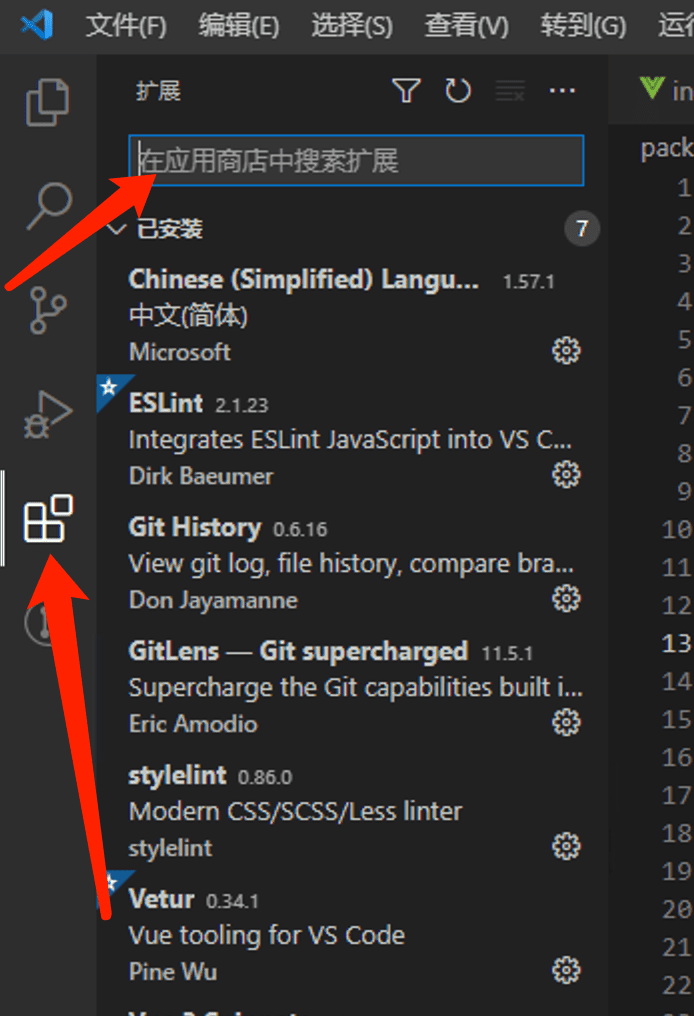 文件(F) 编辑(E) 选择(S) 查看(V) 转到(G) 运行
扩展
in
在应用商店中搜索扩展
pack
已安装 7
Chinese (Simplified) Langu... 1.57.1
中文(简体)
Microsoft
ESLint 2.1.23
Integrates ESLint JavaScript into VS C...
Dirk Baeumer
Git History 0.6.16
View git log, file history, compare bra...
Don Jayamanne
GitLens — Git supercharged 11.5.1
Supercharge the Git capabilities built i...
Eric Amodio
stylelint 0.86.0
Modern CSS/SCSS/Less linter
stylelint
Vetur 0.34.1
Vue tooling for VS Code
Pine Wu
1
2
3
4
5
6
7
8
9
10
11
12
13
14
15
16
17
18
19
20
21
22